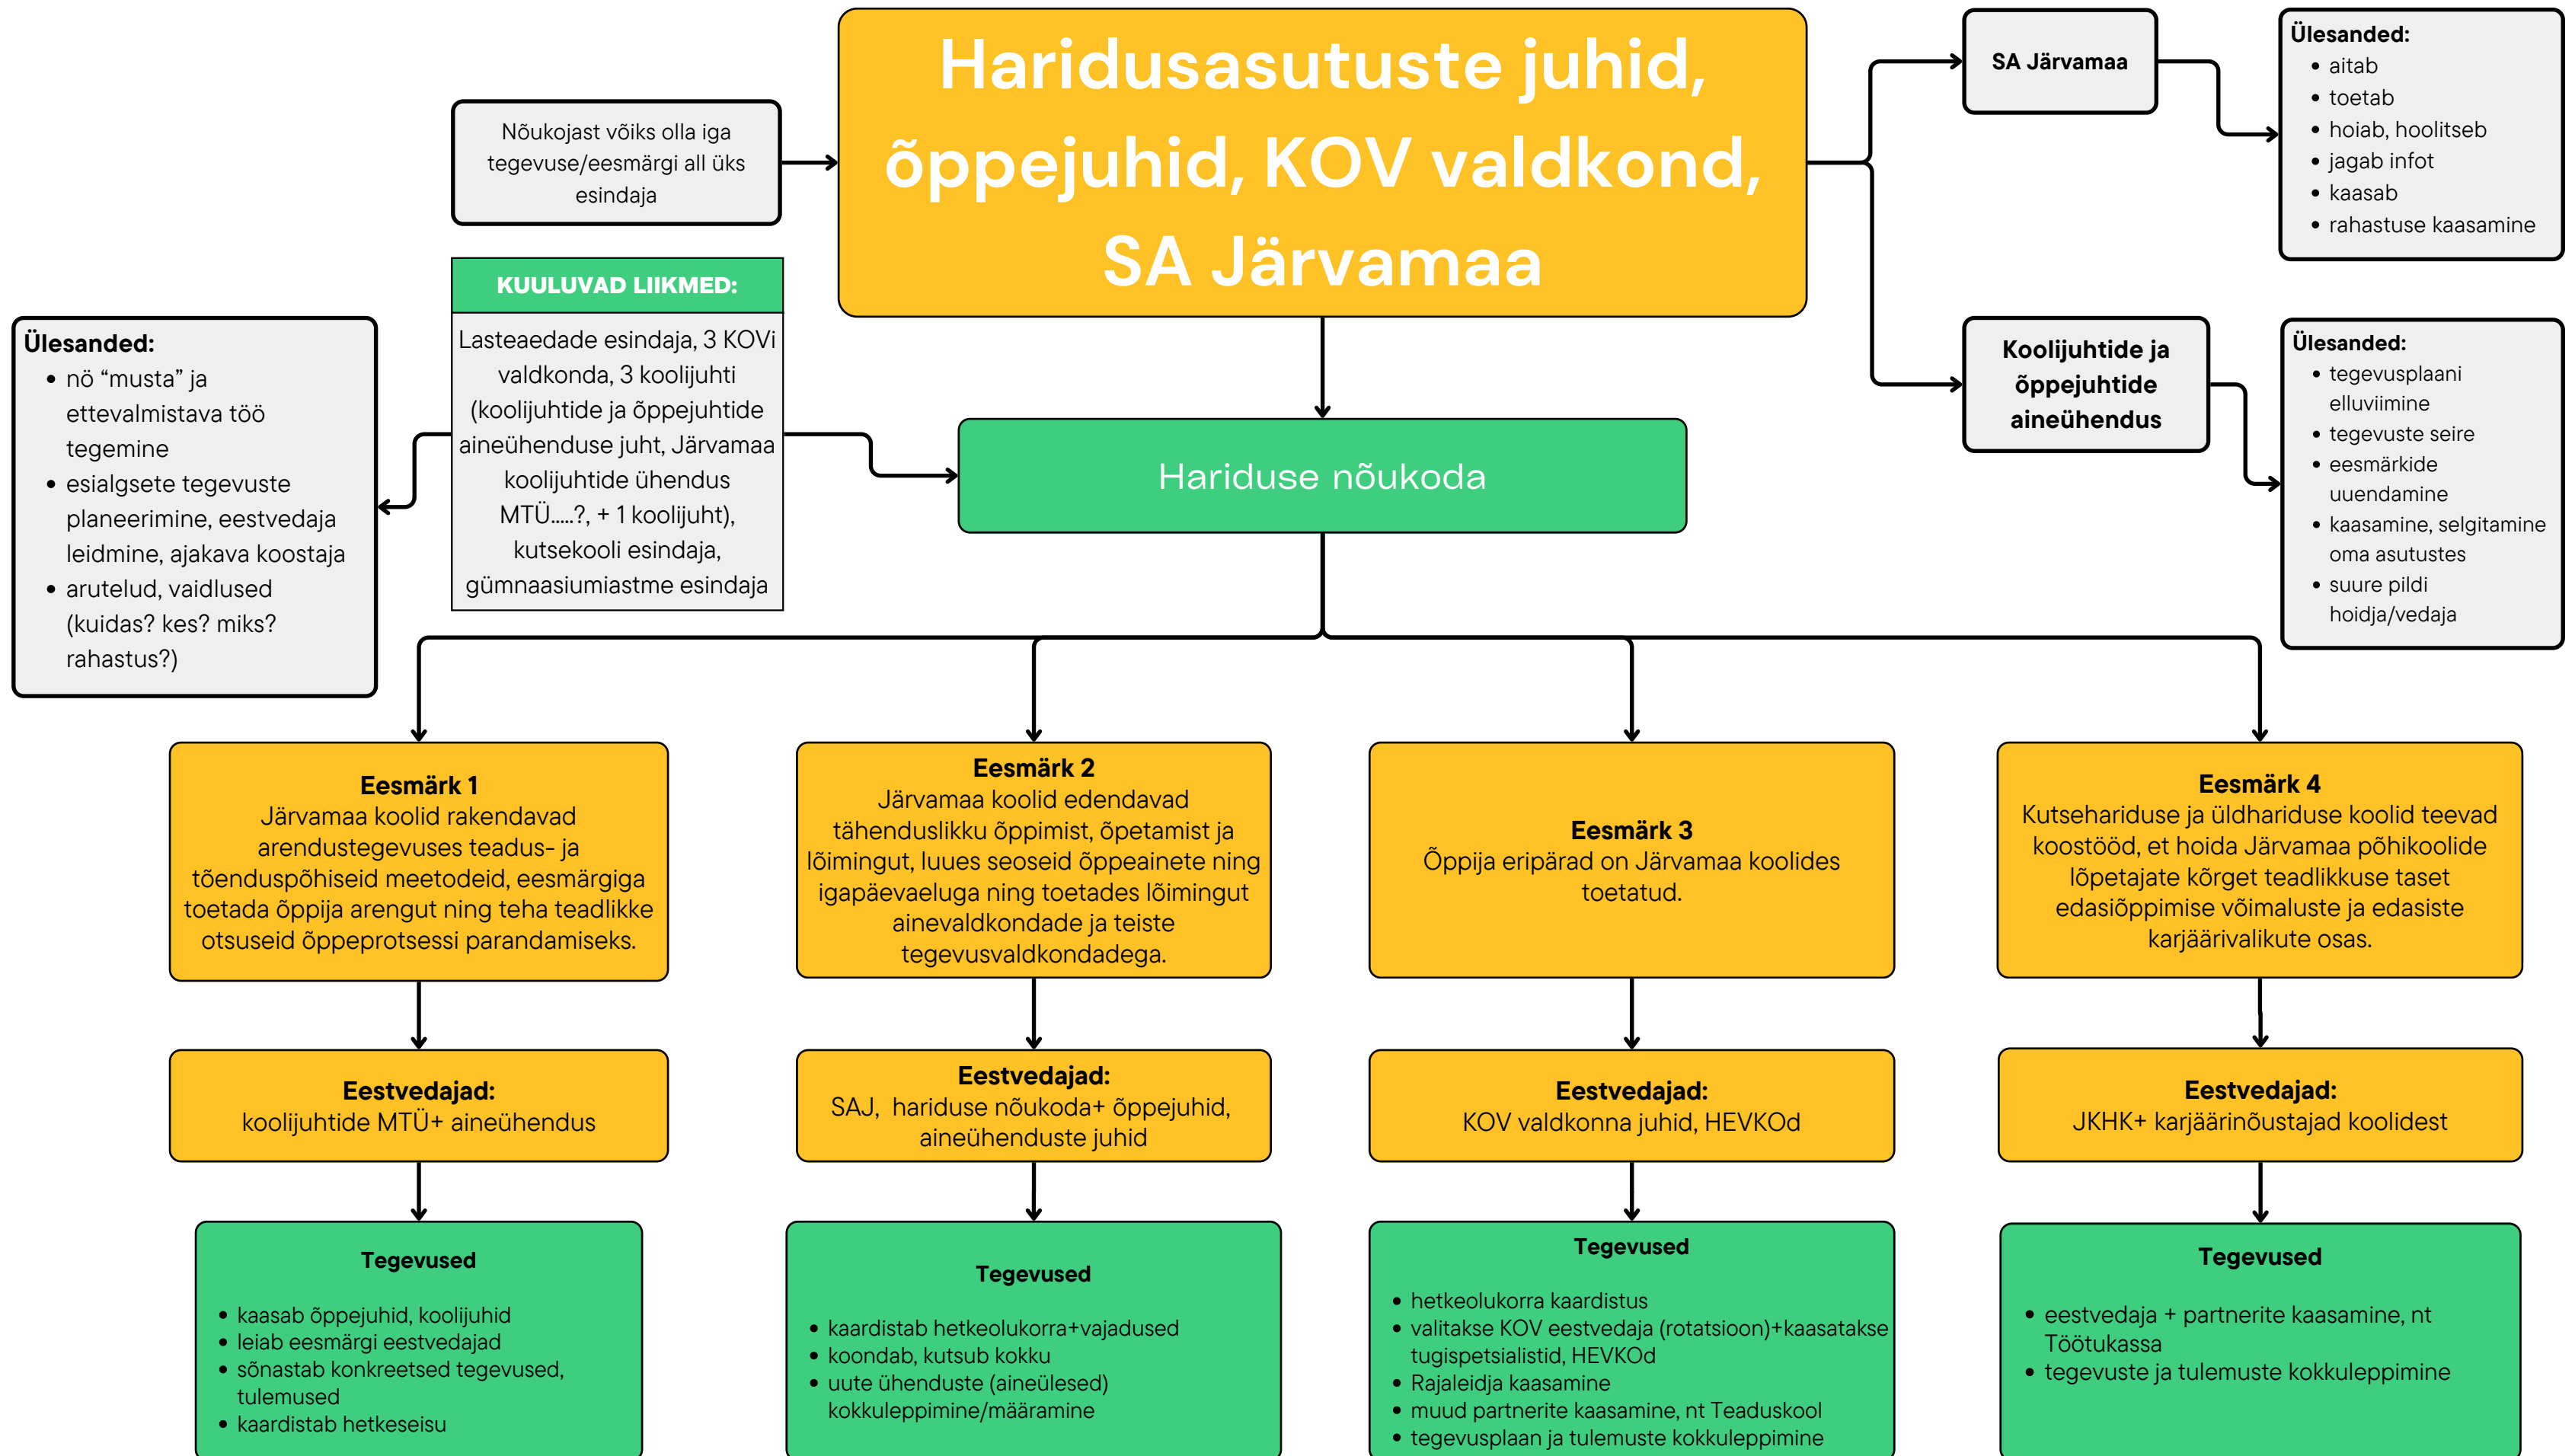 Haridusasutuste juhid,
õppejuhid, KOV valdkond,
SA Järvamaa
Nõukojast võiks olla iga
tegevuse/eesmärgi all üks
esindaja
SA Järvamaa
Ülesanded:
• aitab
• toetab
• hoiab, hoolitseb
• jagab infot
• kaasab
• rahastuse kaasamine
KUULUVAD LIIKMED:
Lasteaedade esindaja, 3 KOVi
valdkonda, 3 koolijuhti
(koolijuhtide ja õppejuhtide
aineühenduse juht, Järvamaa
koolijuhtide ühendus
MTÜ.....?, + 1 koolijuht),
kutsekooli esindaja,
gümnaasiumiastme esindaja
Ülesanded:
• nö “musta” ja
ettevalmistava töö
tegemine
• esialgsete tegevuste
planeerimine, eestvedaja
leidmine, ajakava koostaja
• arutelud, vaidlused
(kuidas? kes? miks?
rahastus?)
Hariduse nõukoda
Koolijuhtide ja
õppejuhtide
aineühendus
Ülesanded:
• tegevusplaani
elluviimine
• tegevuste seire
• eesmärkide
uuendamine
• kaasamine, selgitamine
oma asutustes
• suure pildi
hoidja/vedaja
Eesmärk 1
Järvamaa koolid rakendavad
arendustegevuses teadus- ja
tõenduspõhiseid meetodeid, eesmärgiga
toetada õppija arengut ning teha teadlikke
otsuseid õppeprotsessi parandamiseks.
Eesmärk 2
Järvamaa koolid edendavad
tähenduslikku õppimist, õpetamist ja
lõimingut, luues seoseid õppeainete ning
igapäevaeluga ning toetades lõimingut
ainevaldkondade ja teiste
tegevusvaldkondadega.
Eesmärk 3
Õppija eripärad on Järvamaa koolides
toetatud.
Eesmärk 4
Kutsehariduse ja üldhariduse koolid teevad
koostööd, et hoida Järvamaa põhikoolide
lõpetajate kõrget teadlikkuse taset
edasiõppimise võimaluste ja edasiste
karjäärivalikute osas.
Eestvedajad:
koolijuhtide MTÜ+ aineühendus
Eestvedajad:
SAJ, hariduse nõukoda+ õppejuhid,
aineühenduste juhid
Eestvedajad:
KOV valdkonna juhid, HEVKOd
Eestvedajad:
JKHK+ karjäärinõustajad koolidest
Tegevused
• kaasab õppejuhid, koolijuhid
• leiab eesmärgi eestvedajad
• sõnastab konkreetsed tegevused,
tulemused
• kaardistab hetkeseisu
Tegevused
• kaardistab hetkeolukorra+vajadused
• koondab, kutsub kokku
• uute ühenduste (aineülesed)
kokkuleppimine/määramine
Tegevused
• hetkeolukorra kaardistus
• valitakse KOV eestvedaja (rotatsioon)+kaasatakse
tugispetsialistid, HEVKOd
• Rajaleidja kaasamine
• muud partnerite kaasamine, nt Teaduskool
• tegevusplaan ja tulemuste kokkuleppimine
Tegevused
• eestvedaja + partnerite kaasamine, nt
Töötukassa
• tegevuste ja tulemuste kokkuleppimine